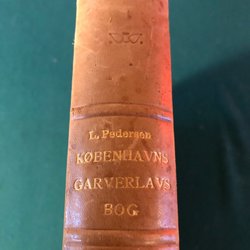 L. Pedersen
KØBENHAVNS
GARVERLAVS
BOG